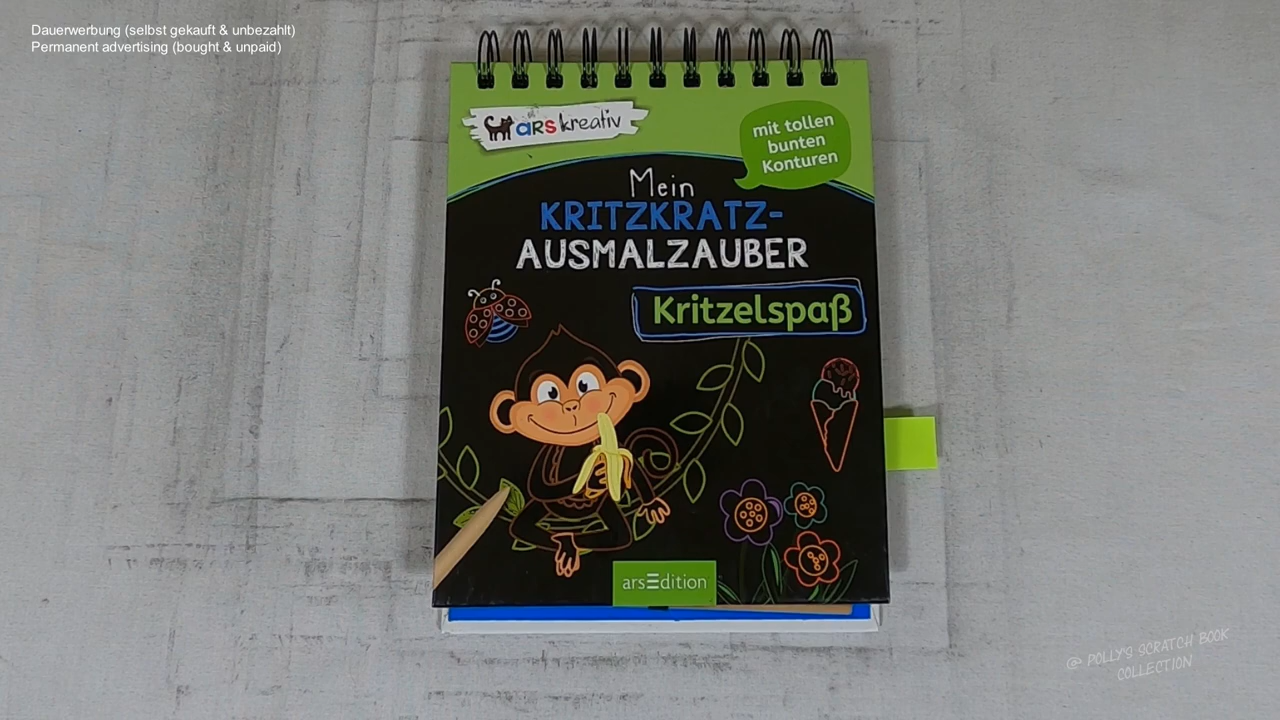 Dauerwerbung (selbst gekauft & unbezahlt)
Permanent advertising (bought & unpaid)
ars kreativ
mit tollen
bunten
Konturen
Mein
KRITZKRATZ-
AUSMALZAUBER
Kritzelspaß
arsEdition
@ POLLY'S SCRATCH BOOK
COLLECTION